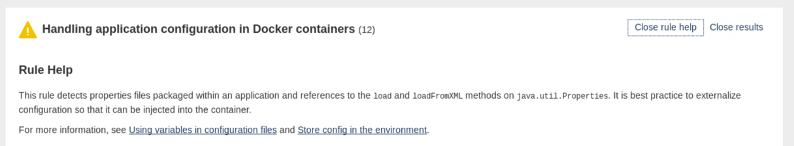 Handling application configuration in Docker containers (12)
Close rule help Close results
Rule Help
This rule detects properties files packaged within an application and references to the load and loadFromXML methods on java.util.Properties. It is best practice to externalize
configuration so that it can be injected into the container.
For more information, see Using variables in configuration files and Store config in the environment.